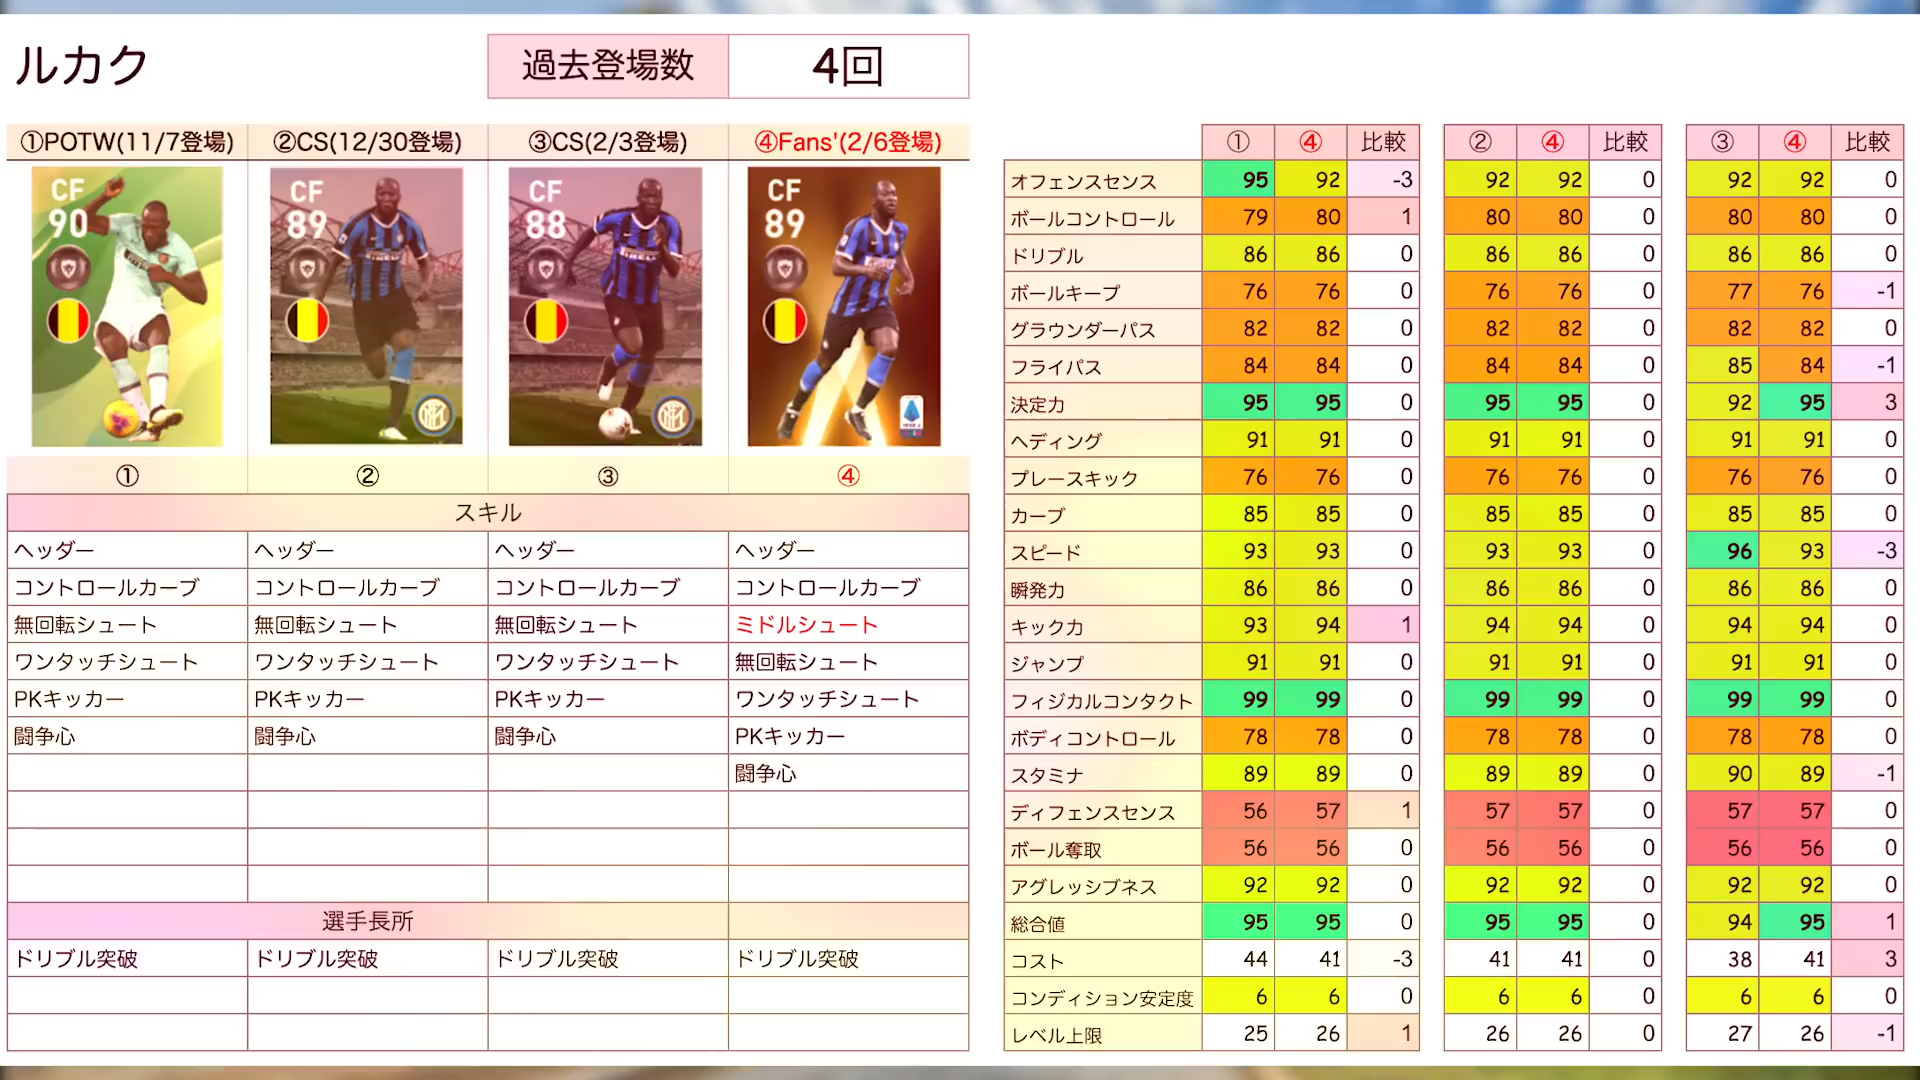 ルカク
過去登場数 4回
①POTW(11/7登場) ②CS(12/30登場) ③CS(2/3登場) ④Fans'(2/6登場)
CF 90 CF 89 CF 88 CF 89
① ② ③ ④
スキル
ヘッダー ヘッダー ヘッダー ヘッダー
コントロールカーブ コントロールカーブ コントロールカーブ コントロールカーブ
無回転シュート 無回転シュート 無回転シュート ミドルシュート
ワンタッチシュート ワンタッチシュート ワンタッチシュート 無回転シュート
PKキッカー PKキッカー PKキッカー ワンタッチシュート
闘争心 闘争心 闘争心 PKキッカー
闘争心
選手長所
ドリブル突破 ドリブル突破 ドリブル突破 ドリブル突破
① ④ 比較 ② ④ 比較 ③ ④ 比較
オフェンスセンス 95 92 -3 92 92 0 92 92 0
ボールコントロール 79 80 1 80 80 0 80 80 0
ドリブル 86 86 0 86 86 0 86 86 0
ボールキープ 76 76 0 76 76 0 77 76 -1
グラウンダーパス 82 82 0 82 82 0 82 82 0
フライパス 84 84 0 84 84 0 85 84 -1
決定力 95 95 0 95 95 0 92 95 3
ヘディング 91 91 0 91 91 0 91 91 0
プレースキック 76 76 0 76 76 0 76 76 0
カーブ 85 85 0 85 85 0 85 85 0
スピード 93 93 0 93 93 0 96 93 -3
瞬発力 86 86 0 86 86 0 86 86 0
キック力 93 94 1 94 94 0 94 94 0
ジャンプ 91 91 0 91 91 0 91 91 0
フィジカルコンタクト 99 99 0 99 99 0 99 99 0
ボディコントロール 78 78 0 78 78 0 78 78 0
スタミナ 89 89 0 89 89 0 90 89 -1
ディフェンスセンス 56 57 1 57 57 0 57 57 0
ボール奪取 56 56 0 56 56 0 56 56 0
アグレッシブネス 92 92 0 92 92 0 92 92 0
総合値 95 95 0 95 95 0 94 95 1
コスト 44 41 -3 41 41 0 38 41 3
コンディション安定度 6 6 0 6 6 0 6 6 0
レベル上限 25 26 1 26 26 0 27 26 -1